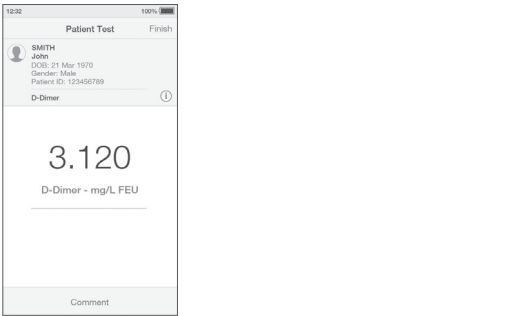 12:32 100%
Patient Test Finish
SMITH
John
DOB: 21 Mar 1970
Gender: Male
Patient ID: 123456789
D-Dimer i
3.120
D-Dimer - mg/L FEU
Comment